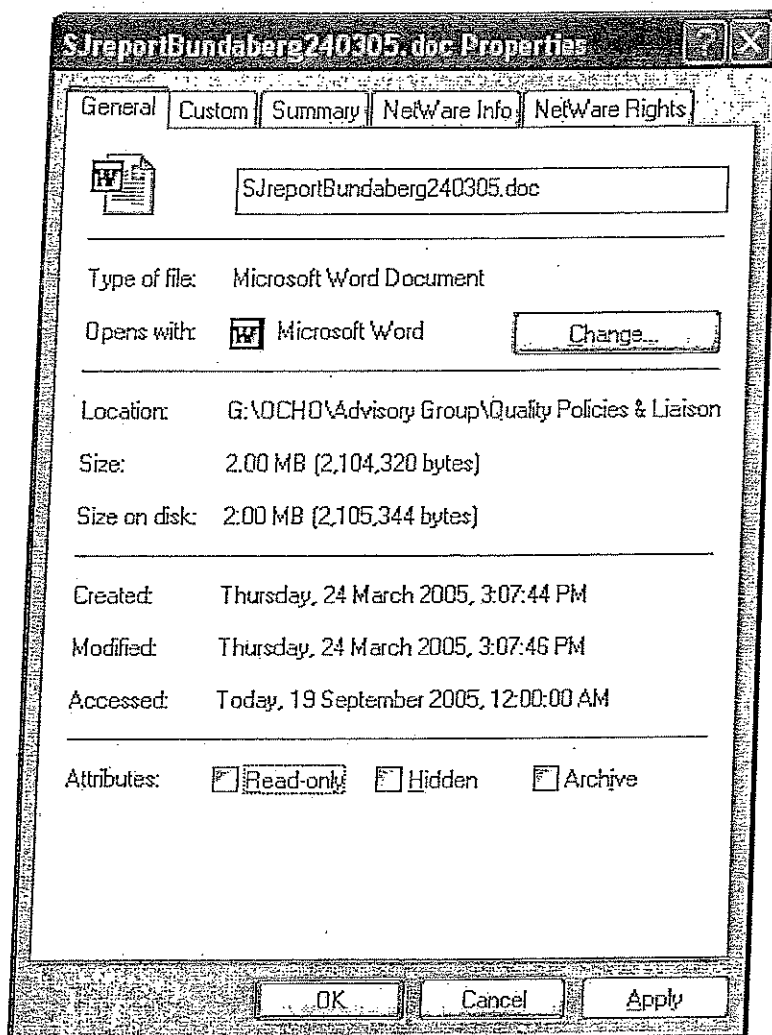 SJreportBundaberg240305.doc Properties
General Custom Summary NetWare Info NetWare Rights
SJreportBundaberg240305.doc
Type of file: Microsoft Word Document
Opens with: Microsoft Word Change...
Location: G:\OCHO\Advisory Group\Quality Policies & Liaison
Size: 2.00 MB (2,104,320 bytes)
Size on disk: 2:00 MB (2,105,344 bytes)
Created: Thursday, 24 March 2005, 3:07:44 PM
Modified: Thursday, 24 March 2005, 3:07:46 PM
Accessed: Today, 19 September 2005, 12:00:00 AM
Attributes: Read-only Hidden Archive
OK Cancel Apply